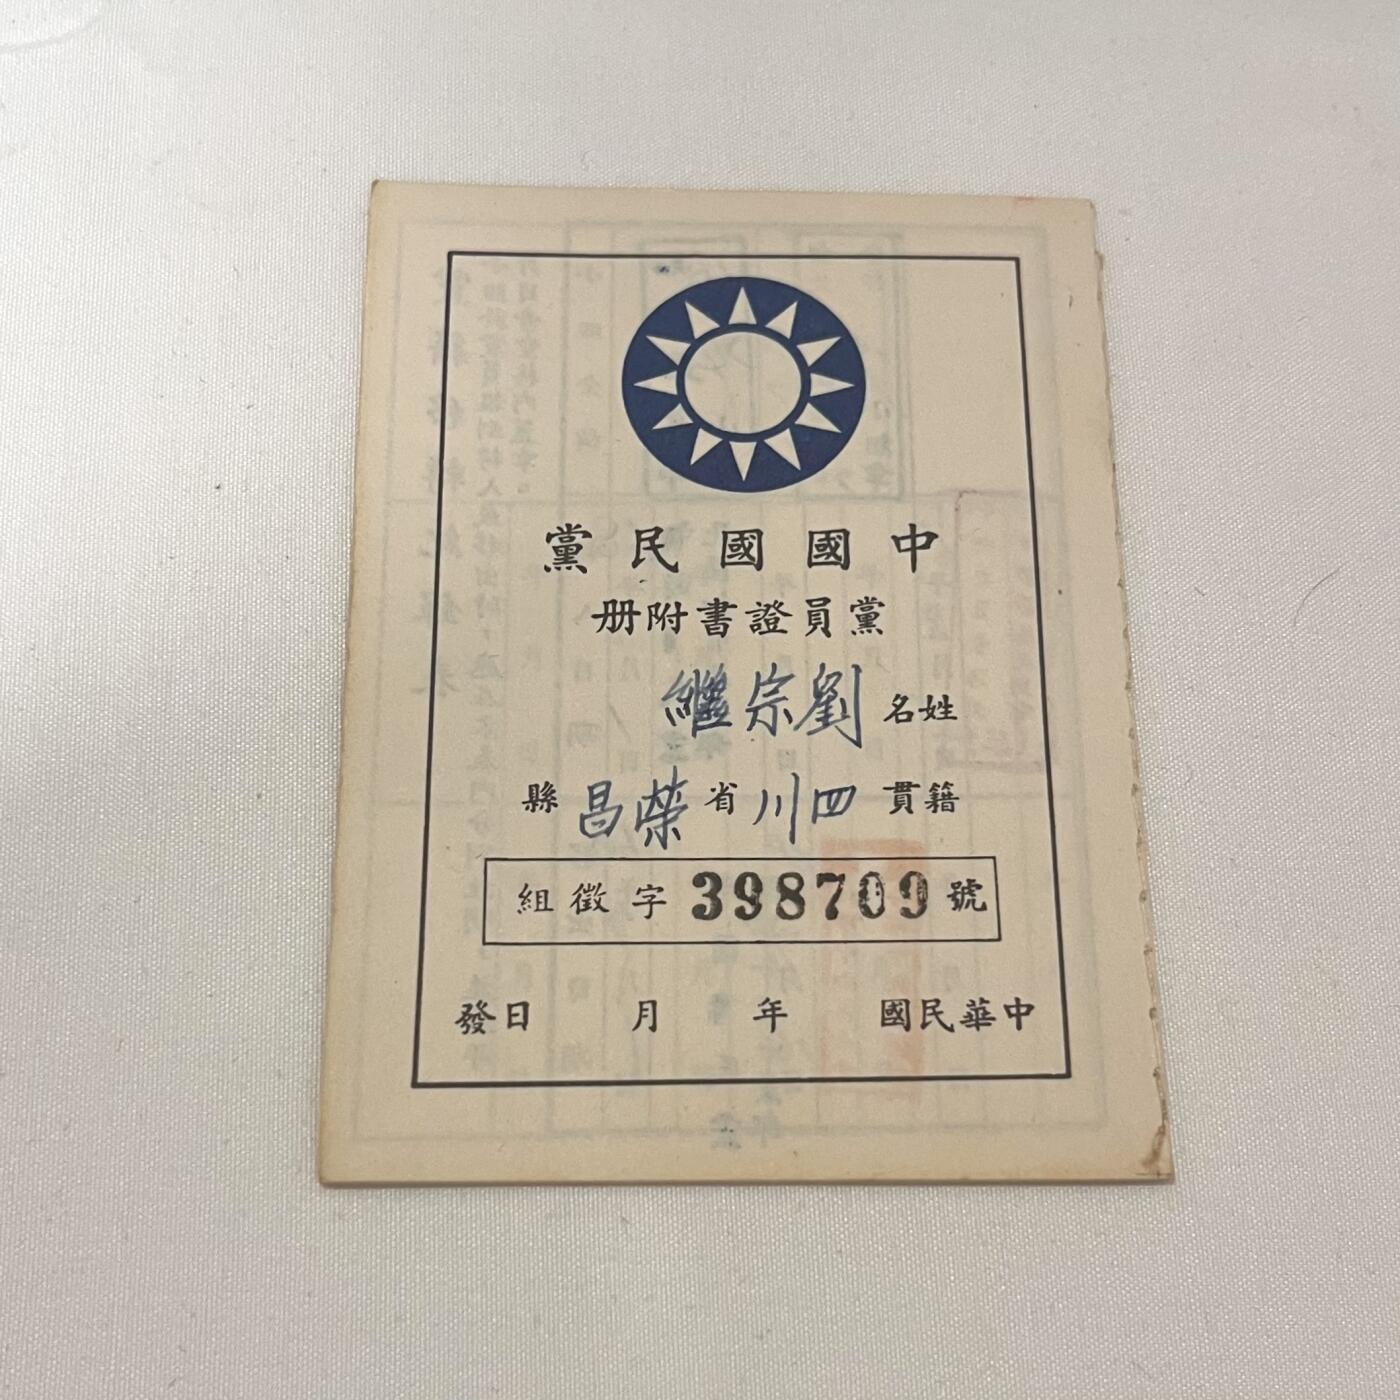 中國國民黨
黨員證書附册
姓名 劉宗繼
籍貫 四川省榮昌縣
組徵字398709號
中華民國 年 月 日發